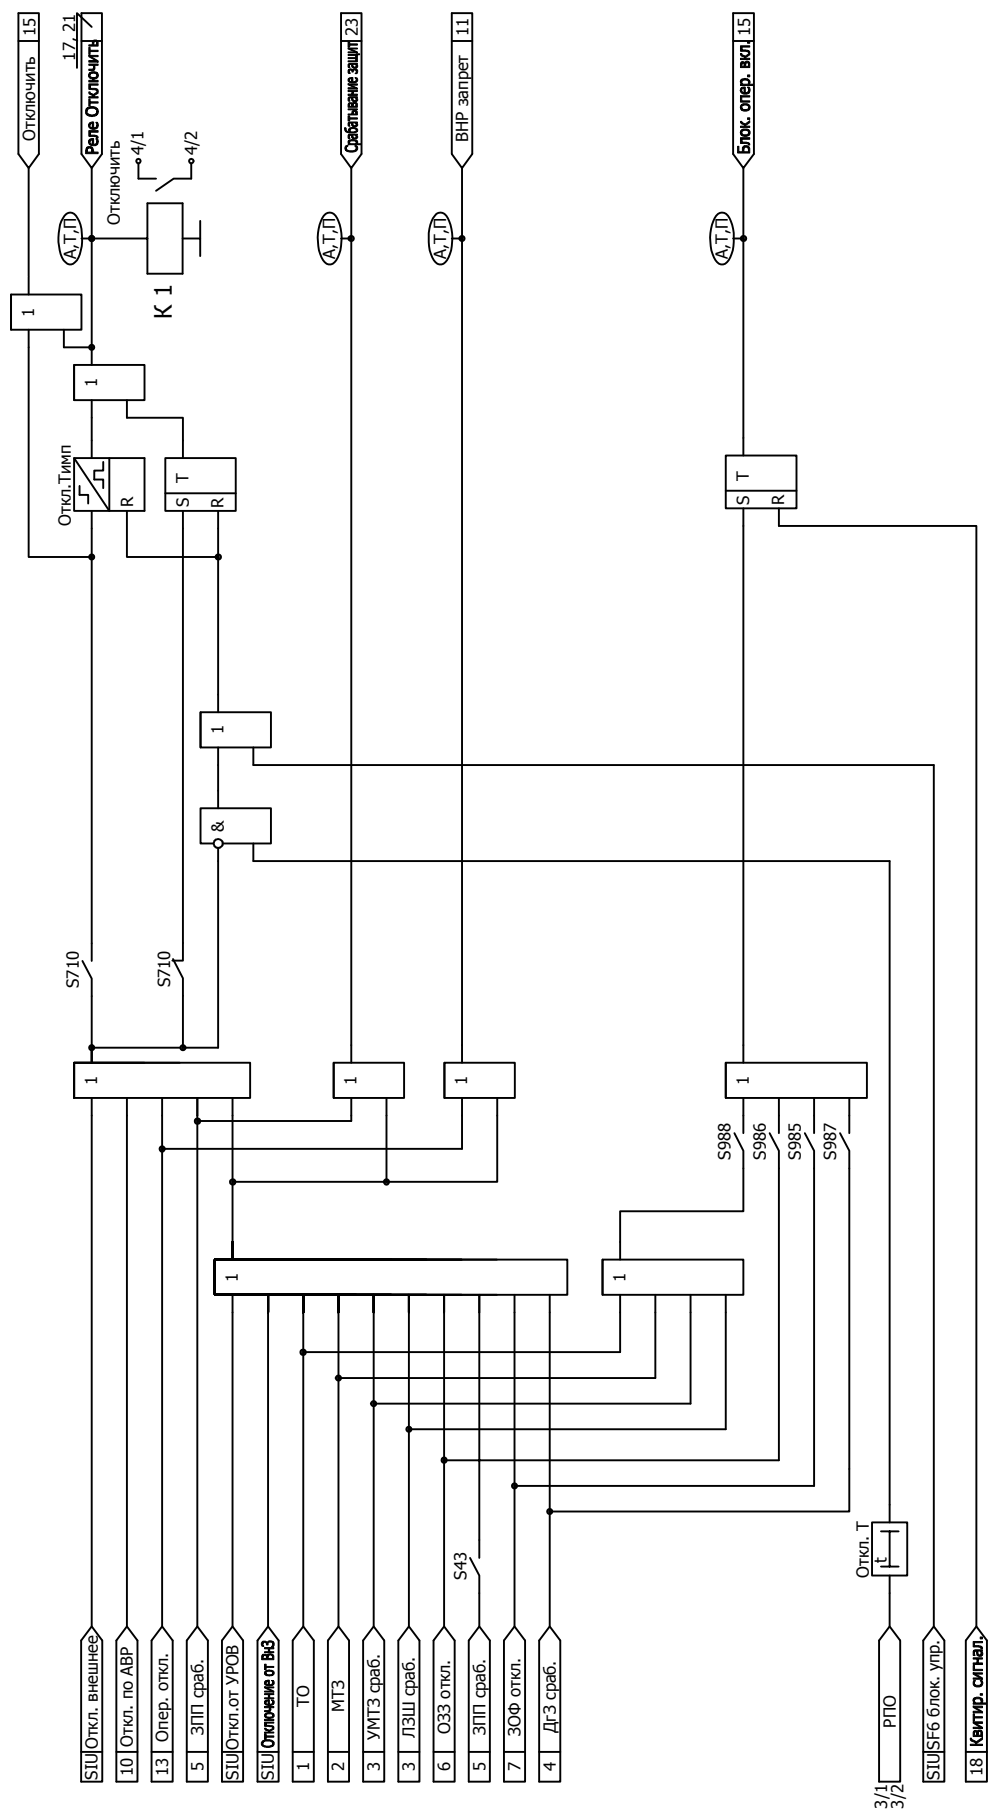 SIU Откл. внешнее
10 Откл. по АВР
13 Опер. откл.
5 ЗПП сраб.
SIU Откл. от УРОВ
SIU Отключение от ВнЗ
1 ТО
2 МТЗ
3 УМТЗ сраб.
3 ЛЗШ сраб.
6 ОЗЗ откл.
5 ЗПП сраб.
7 ЗОФ откл.
4 ДгЗ сраб.
3/1
3/2
РПО
SIU SF6 блок. упр.
18 Квитир. сигнал.
S43
Откл. Т
t
1
1
S988
S986
S985
S987
1
1
1
1
S710
S710
&
1
Откл.Тимп
R
S T
R
S T
R
1
1
К 1
Отключить
4/1
4/2
А,Т,П
А,Т,П
А,Т,П
А,Т,П
Отключить 15
17, 21
Реле Отключить
Срабатывание защит 23
ВНР запрет 11
Блок. опер. вкл. 15